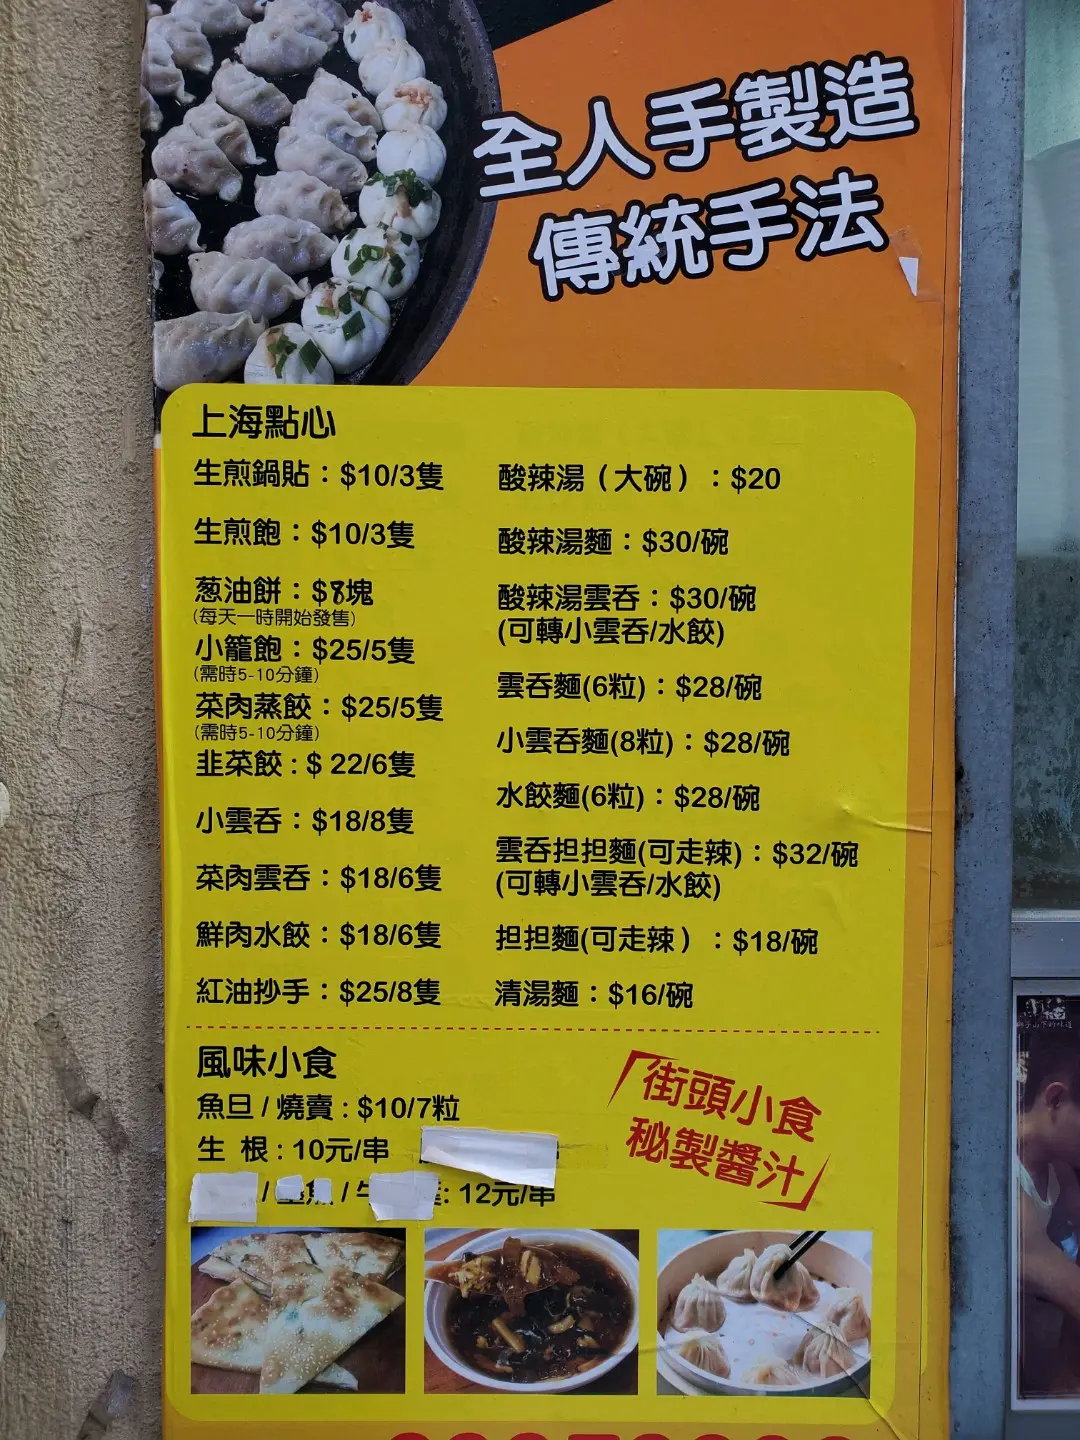 全人手製造
傳統手法
上海點心
生煎鍋貼：$10/3隻
生煎飽：$10/3隻
葱油餅：$8塊
(每天一時開始發售)
小籠飽：$25/5隻
(需時5-10分鐘)
菜肉蒸餃：$25/5隻
(需時5-10分鐘)
韭菜餃：$ 22/6隻
小雲吞：$18/8隻
菜肉雲吞：$18/6隻
鮮肉水餃：$18/6隻
紅油抄手：$25/8隻
酸辣湯（大碗）：$20
酸辣湯麵：$30/碗
酸辣湯雲吞：$30/碗
(可轉小雲吞/水餃)
雲吞麵(6粒)：$28/碗
小雲吞麵(8粒)：$28/碗
水餃麵(6粒)：$28/碗
雲吞担担麵(可走辣)：$32/碗
(可轉小雲吞/水餃)
担担麵(可走辣）：$18/碗
清湯麵：$16/碗
風味小食
魚旦 / 燒賣 : $10/7粒
生 根 : 10元/串
/ / : 12元/串
「街頭小食
秘製醬汁」